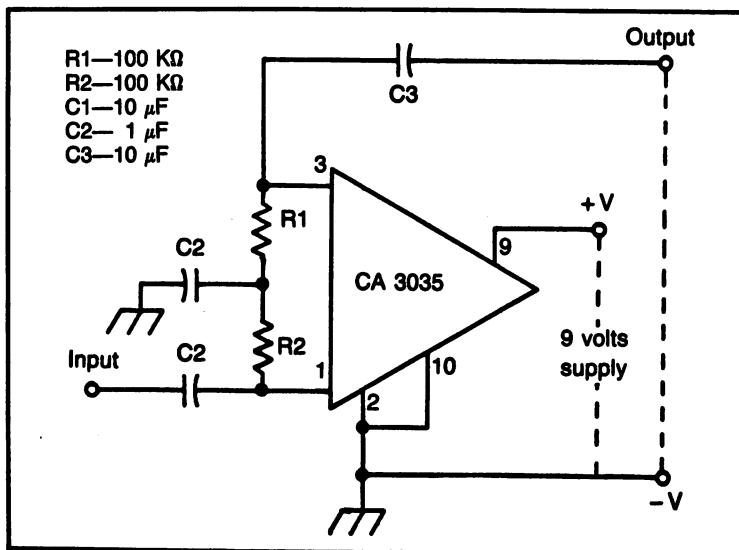 R1—100 KΩ
R2—100 KΩ
C1—10 μF
C2— 1 μF
C3—10 μF
Output
C3
3
R1
+V
C2
9
CA 3035
R2
9 volts
supply
Input
C2
1
10
2
−V